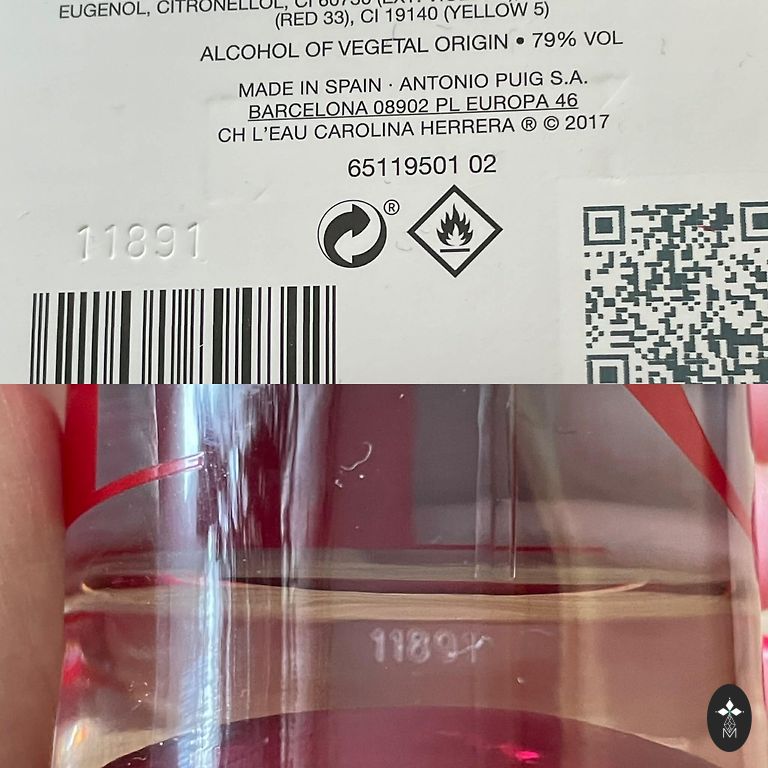 EUGENOL, CITRONELLOL, CI
(RED 33), CI 19140 (YELLOW 5)
ALCOHOL OF VEGETAL ORIGIN • 79% VOL
MADE IN SPAIN · ANTONIO PUIG S.A.
BARCELONA 08902 PL EUROPA 46
CH L'EAU CAROLINA HERRERA ® © 2017
65119501 02
®
11891
11891
M